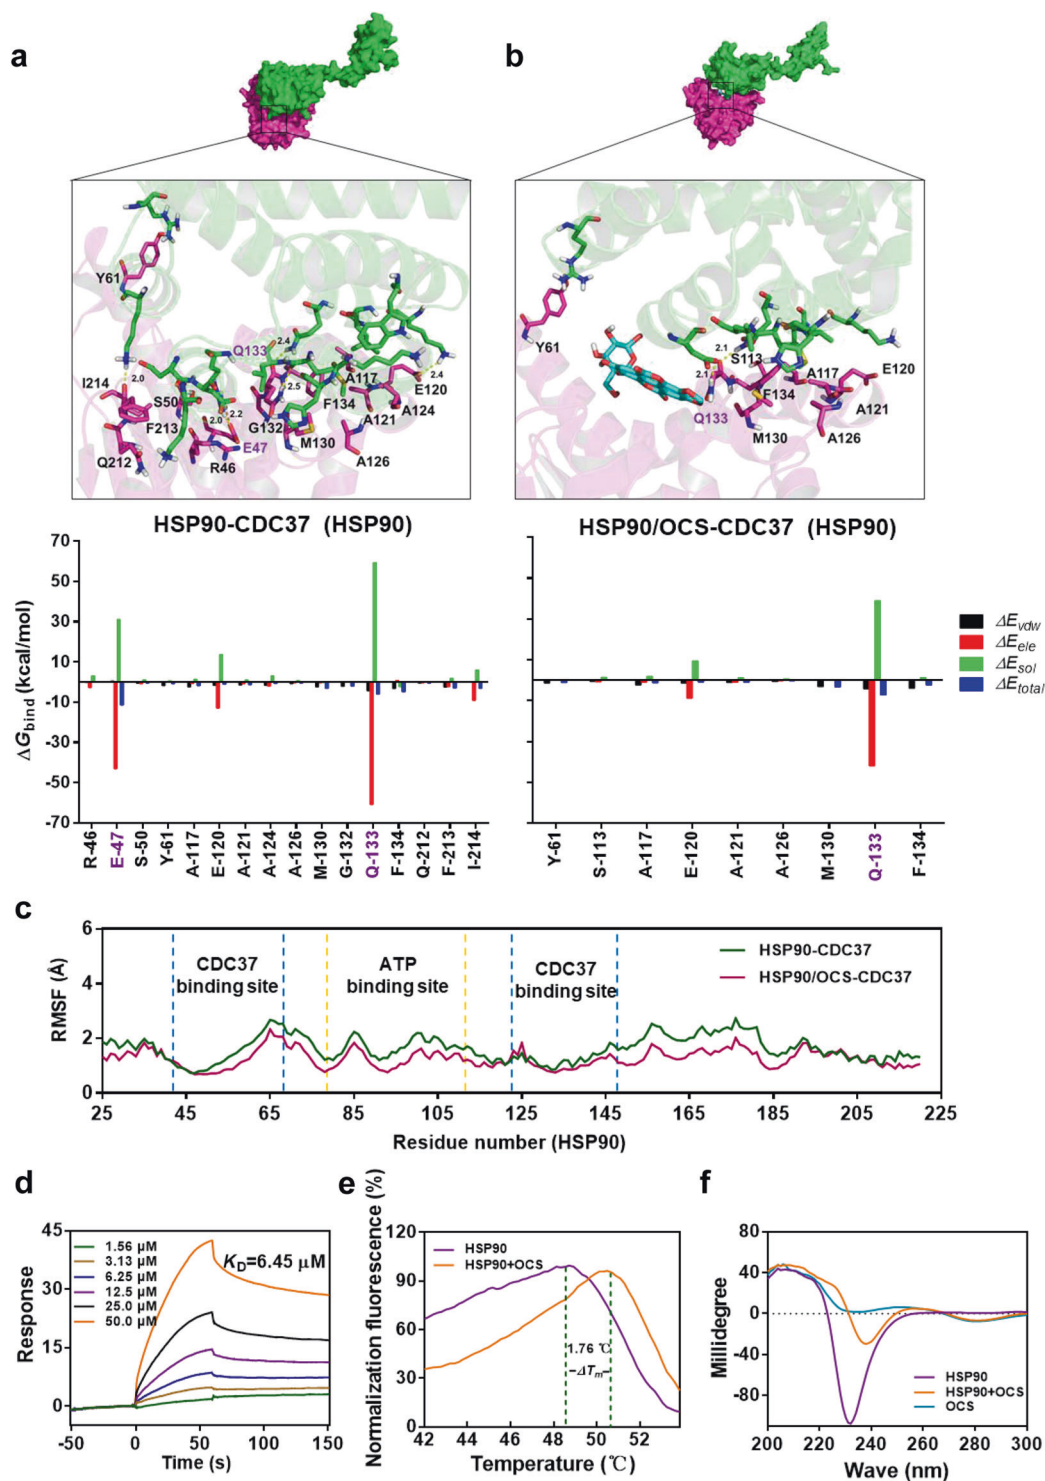 a
b
Y61
I214
S50
F213
Q212
2.0
2.0
2.2
R46
E47
Q133
2.4
2.5
G132
F134
M130
A117
A121
A124
A126
E120
2.4
Y61
2.1
2.1
S113
Q133
F134
M130
A117
A121
A126
E120
HSP90-CDC37 (HSP90)
HSP90/OCS-CDC37 (HSP90)
ΔGbind (kcal/mol)
70
50
30
10
-10
-30
-50
-70
R-46
E-47
S-50
Y-61
A-117
E-120
A-121
A-124
A-126
M-130
G-132
Q-133
F-134
Q-212
F-213
I-214
Y-61
S-113
A-117
E-120
A-121
A-126
M-130
Q-133
F-134
ΔEvdw
ΔEele
ΔEsol
ΔEtotal
c
RMSF (Å)
6
4
2
0
CDC37
binding site
ATP
binding site
CDC37
binding site
HSP90-CDC37
HSP90/OCS-CDC37
25 45 65 85 105 125 145 165 185 205 225
Residue number (HSP90)
d
Response
45
30
15
0
1.56 μM
3.13 μM
6.25 μM
12.5 μM
25.0 μM
50.0 μM
KD=6.45 μM
-50 0 50 100 150
Time (s)
e
Normalization fluorescence (%)
120
90
60
30
0
HSP90
HSP90+OCS
1.76 ℃
–ΔTm–
42 44 46 48 50 52
Temperature (℃)
f
Millidegree
80
40
0
-40
-80
HSP90
HSP90+OCS
OCS
200 220 240 260 280 300
Wave (nm)